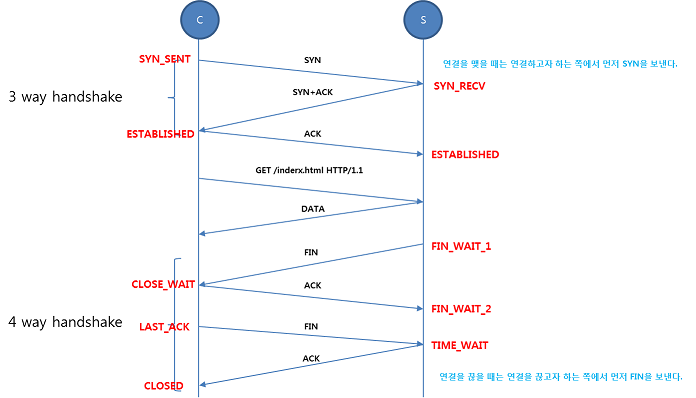 C
S
SYN_SENT
SYN
연결을 맺을 때는 연결하고자 하는 쪽에서 먼저 SYN을 보낸다.
SYN_RECV
3 way handshake
SYN+ACK
ESTABLISHED
ACK
ESTABLISHED
GET /inderx.html HTTP/1.1
DATA
FIN
FIN_WAIT_1
CLOSE_WAIT
ACK
FIN_WAIT_2
4 way handshake
LAST_ACK
FIN
TIME_WAIT
ACK
연결을 끊을 때는 연결을 끊고자 하는 쪽에서 먼저 FIN을 보낸다.
CLOSED